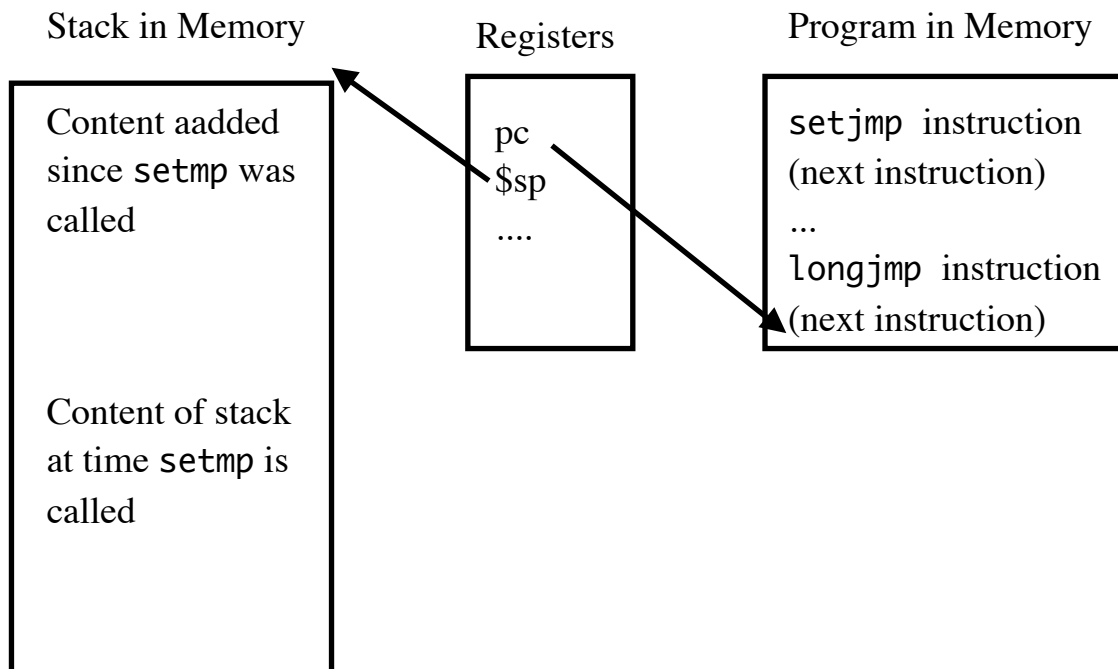 Stack in Memory
Content aadded
since setmp was
called
Content of stack
at time setmp is
called
Registers
pc
$sp
....
Program in Memory
setjmp instruction
(next instruction)
...
longjmp instruction
(next instruction)